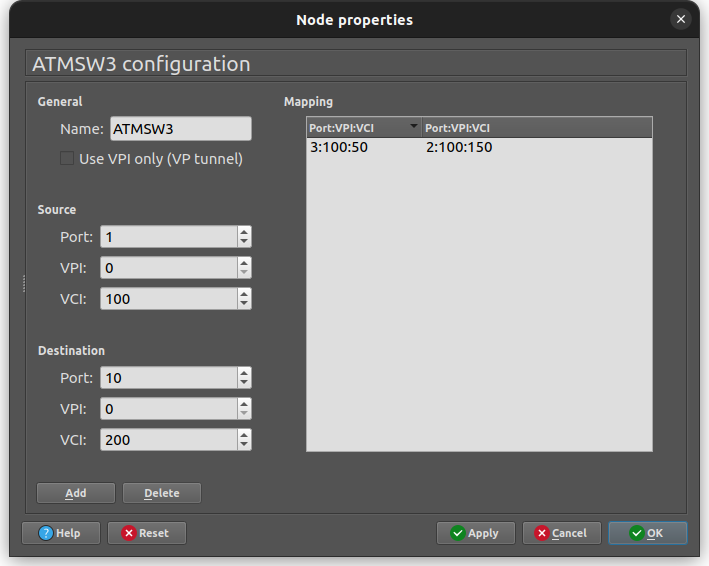 Node properties
ATMSW3 configuration
General
Name: ATMSW3
Use VPI only (VP tunnel)
Source
Port: 1
VPI: 0
VCI: 100
Destination
Port: 10
VPI: 0
VCI: 200
Add Delete
Mapping
Port:VPI:VCI Port:VPI:VCI
3:100:50 2:100:150
Help Reset Apply Cancel OK